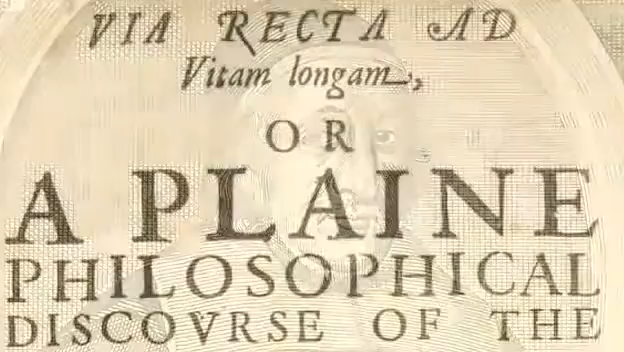 VIA RECTA AD
Vitam longam,
OR
A PLAINE
PHILOSOPHICAL
DISCOVRSE OF THE